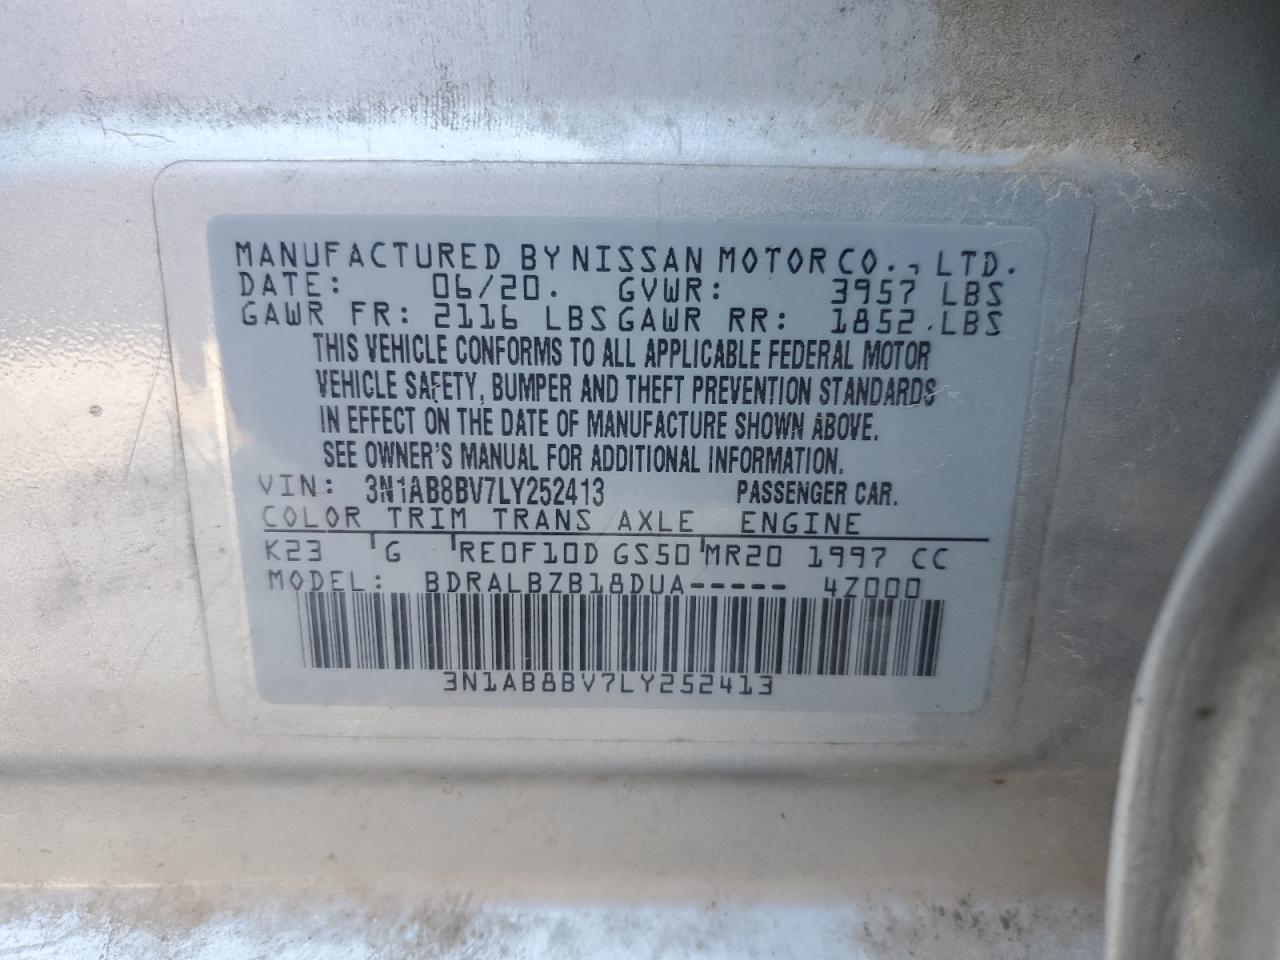 MANUFACTURED BY NISSAN MOTOR CO., LTD.
DATE: 06/20. GVWR: 3957 LBS
GAWR FR: 2116 LBS GAWR RR: 1852 LBS
THIS VEHICLE CONFORMS TO ALL APPLICABLE FEDERAL MOTOR
VEHICLE SAFETY, BUMPER AND THEFT PREVENTION STANDARDS
IN EFFECT ON THE DATE OF MANUFACTURE SHOWN ABOVE.
SEE OWNER'S MANUAL FOR ADDITIONAL INFORMATION.
VIN: 3N1AB8BV7LY252413 PASSENGER CAR.
COLOR TRIM TRANS AXLE ENGINE
K23 G RE0F10D GS50 MR20 1997 CC
MODEL: BDRALBZB18DUA----- 4Z000
3N1AB8BV7LY252413